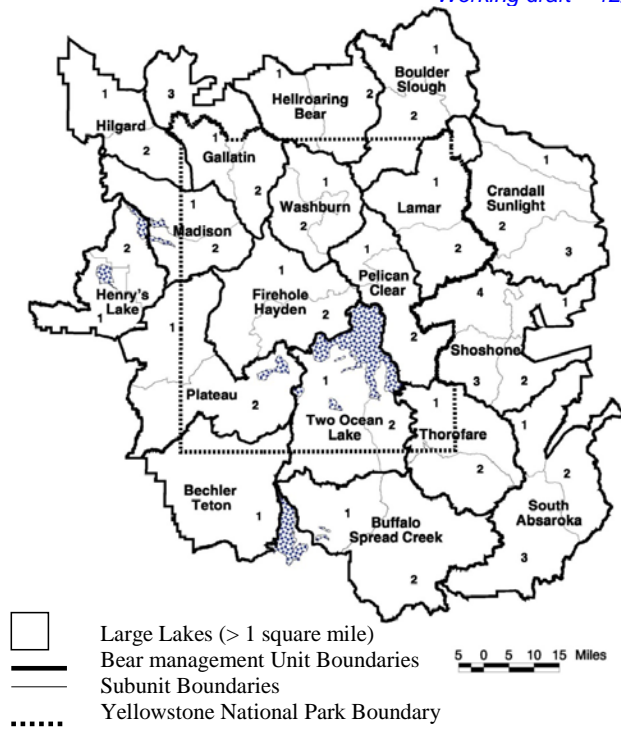 Working draft
1
Boulder
Slough
2
1
Hellroaring
Bear
2
1
Hilgard
2
3
1
Gallatin
2
1
Washburn
2
1
Lamar
2
1
Crandall
Sunlight
2
3
1
Madison
2
2
Henry's
Lake
1
1
Firehole
Hayden
2
1
Pelican
Clear
2
4
1
Shoshone
3
2
1
Plateau
2
1
Two Ocean
Lake
2
1
Thorofare
2
1
2
South
Absaroka
3
Bechler
Teton
1
1
Buffalo
Spread Creek
2
Large Lakes (> 1 square mile)
Bear management Unit Boundaries
Subunit Boundaries
Yellowstone National Park Boundary
5 0 5 10 15 Miles